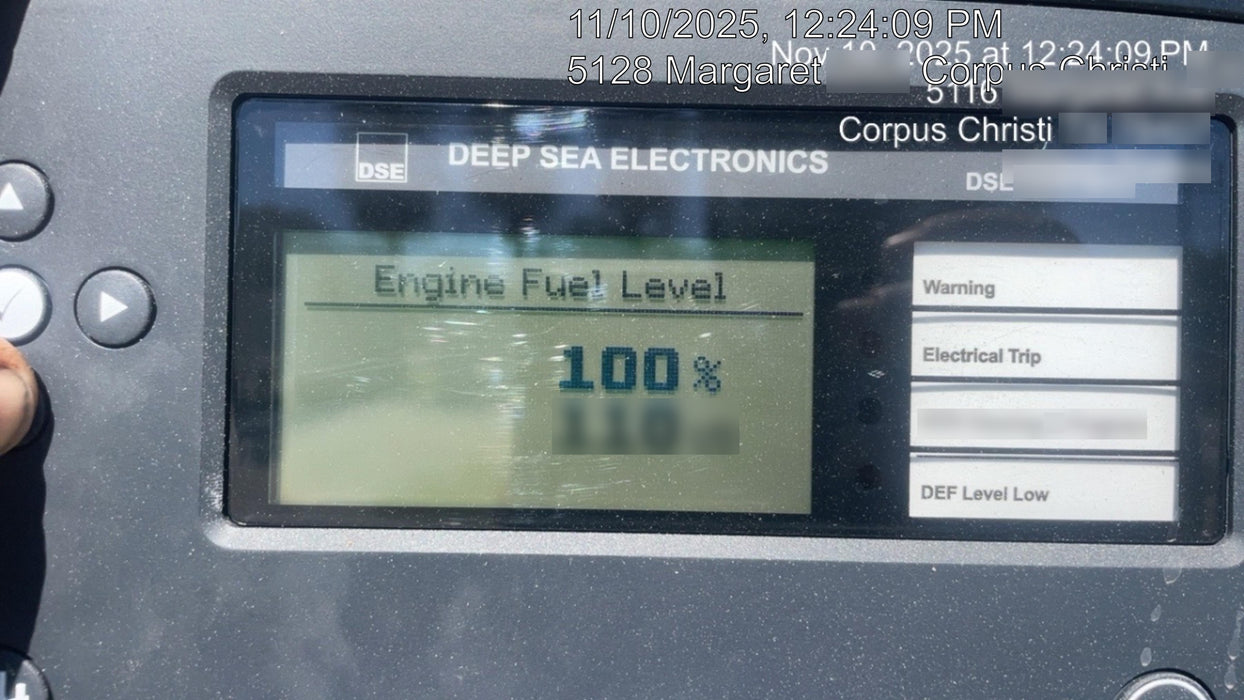 11/10/2025, 12:24:09 PM
Nov 10, 2025 at 12:24:09 PM
5128 Margaret Corpus Christi
5116
Corpus Christi
DSE DEEP SEA ELECTRONICS
DSE
Engine Fuel Level
100 %
Warning
Electrical Trip
DEF Level Low